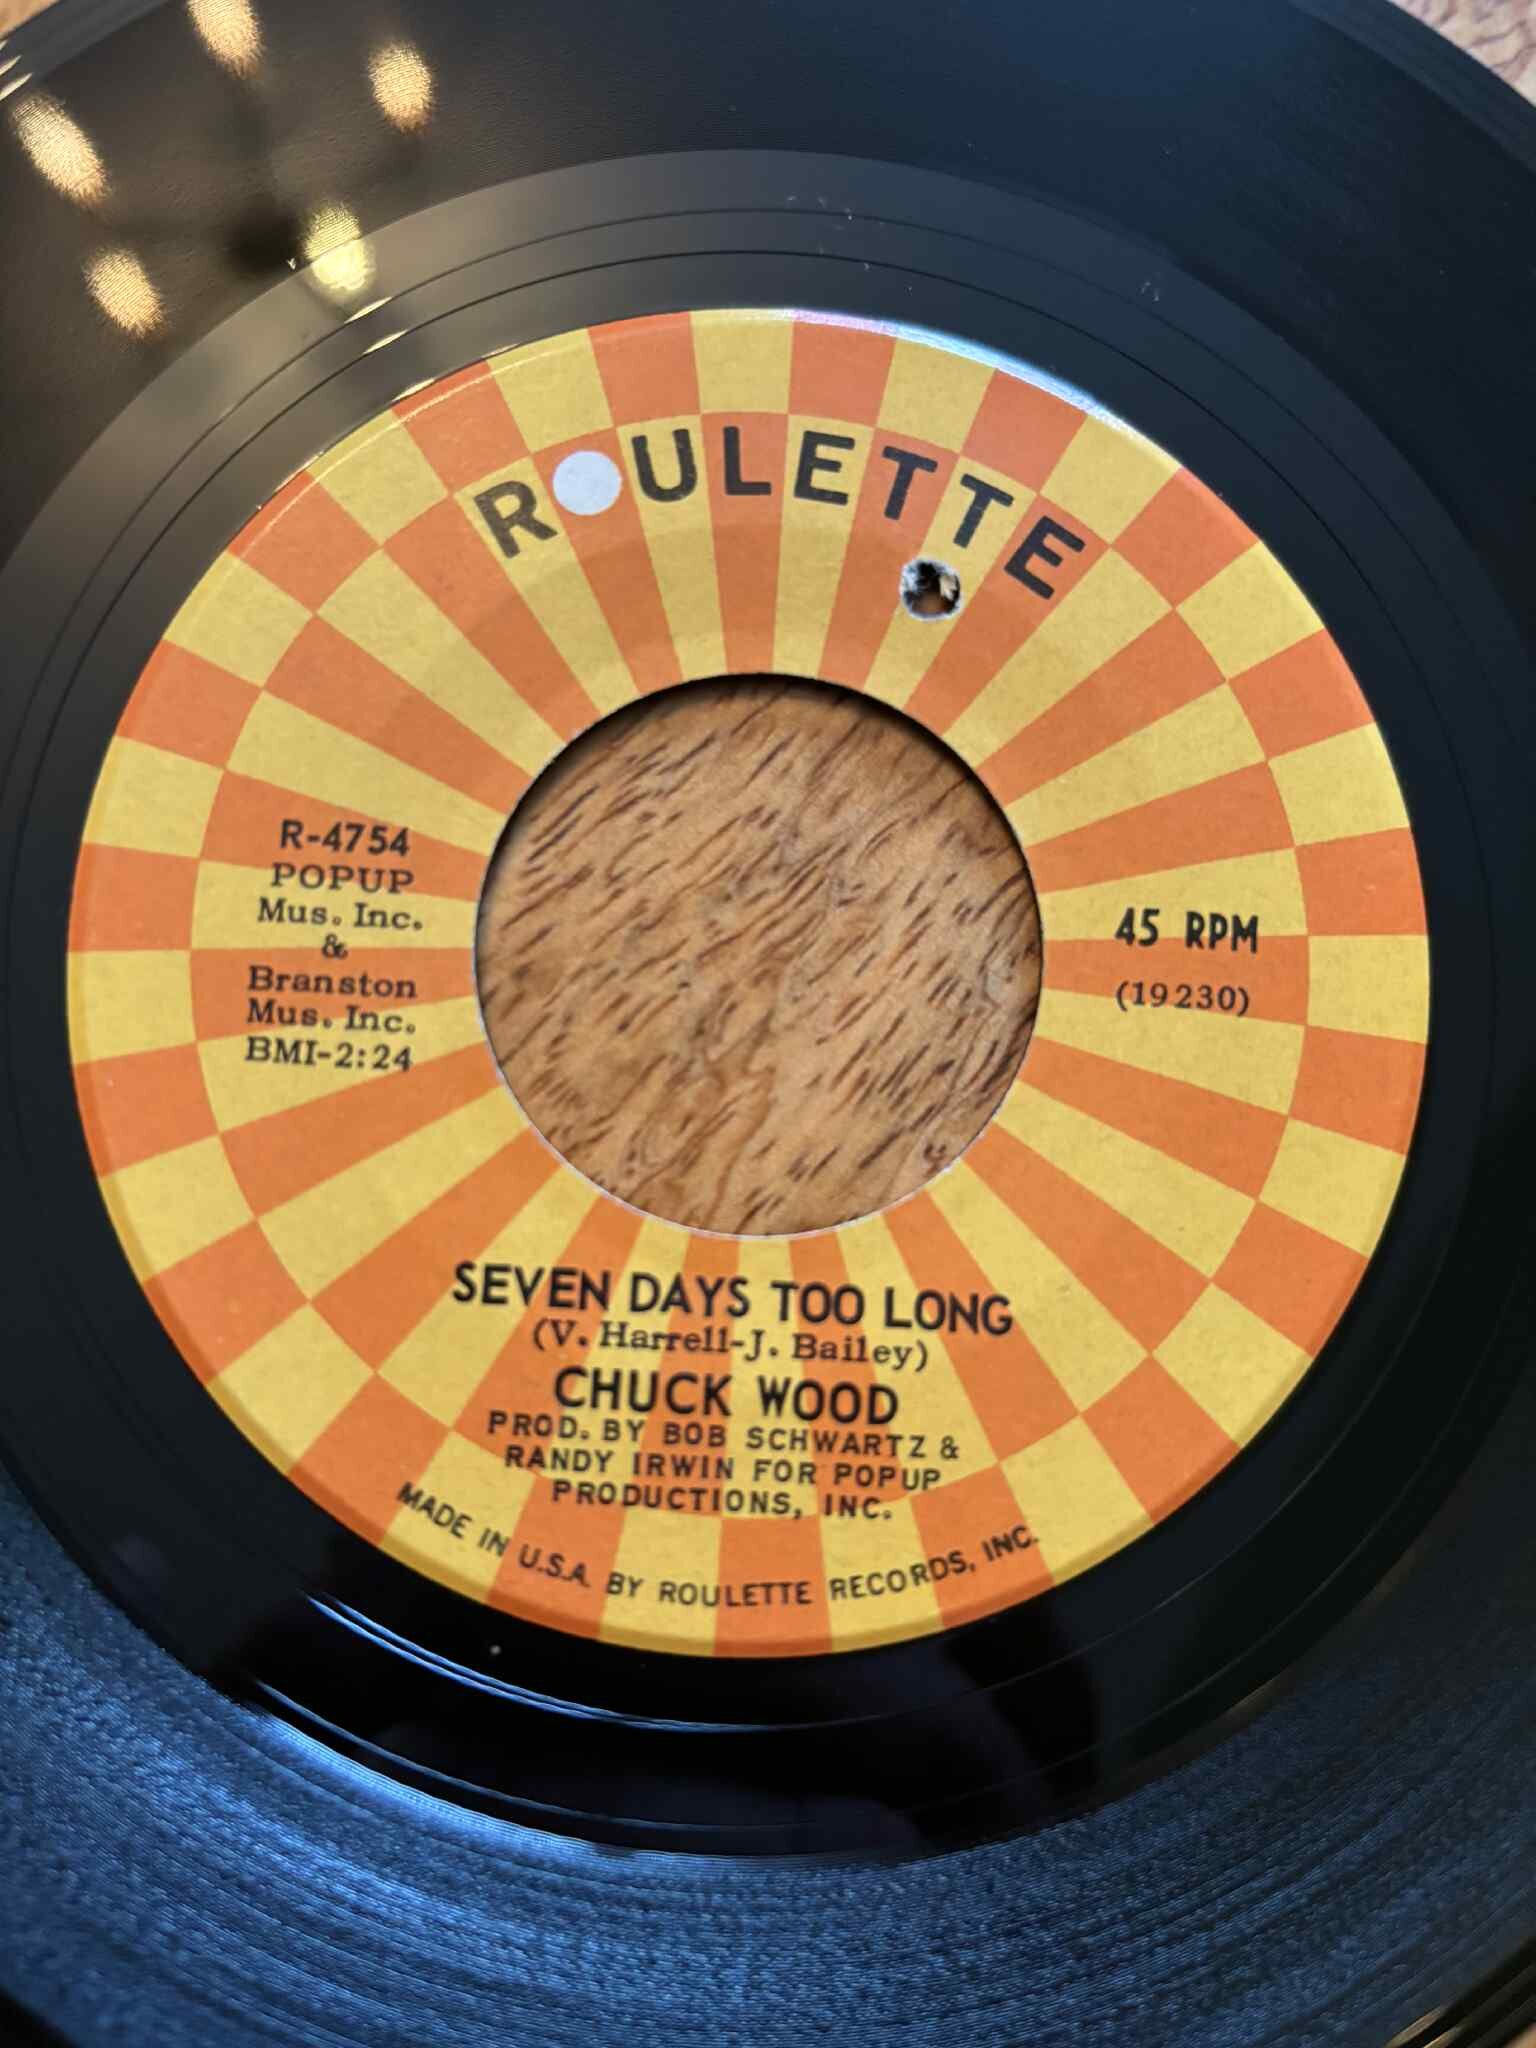 ROULETTE
R-4754
POPUP
Mus. Inc.
&
Branston
Mus. Inc.
BMI-2:24
45 RPM
(19230)
SEVEN DAYS TOO LONG
(V. Harrell-J. Bailey)
CHUCK WOOD
PROD. BY BOB SCHWARTZ &
RANDY IRWIN FOR POPUP
PRODUCTIONS, INC.
MADE IN U.S.A. BY ROULETTE RECORDS, INC.